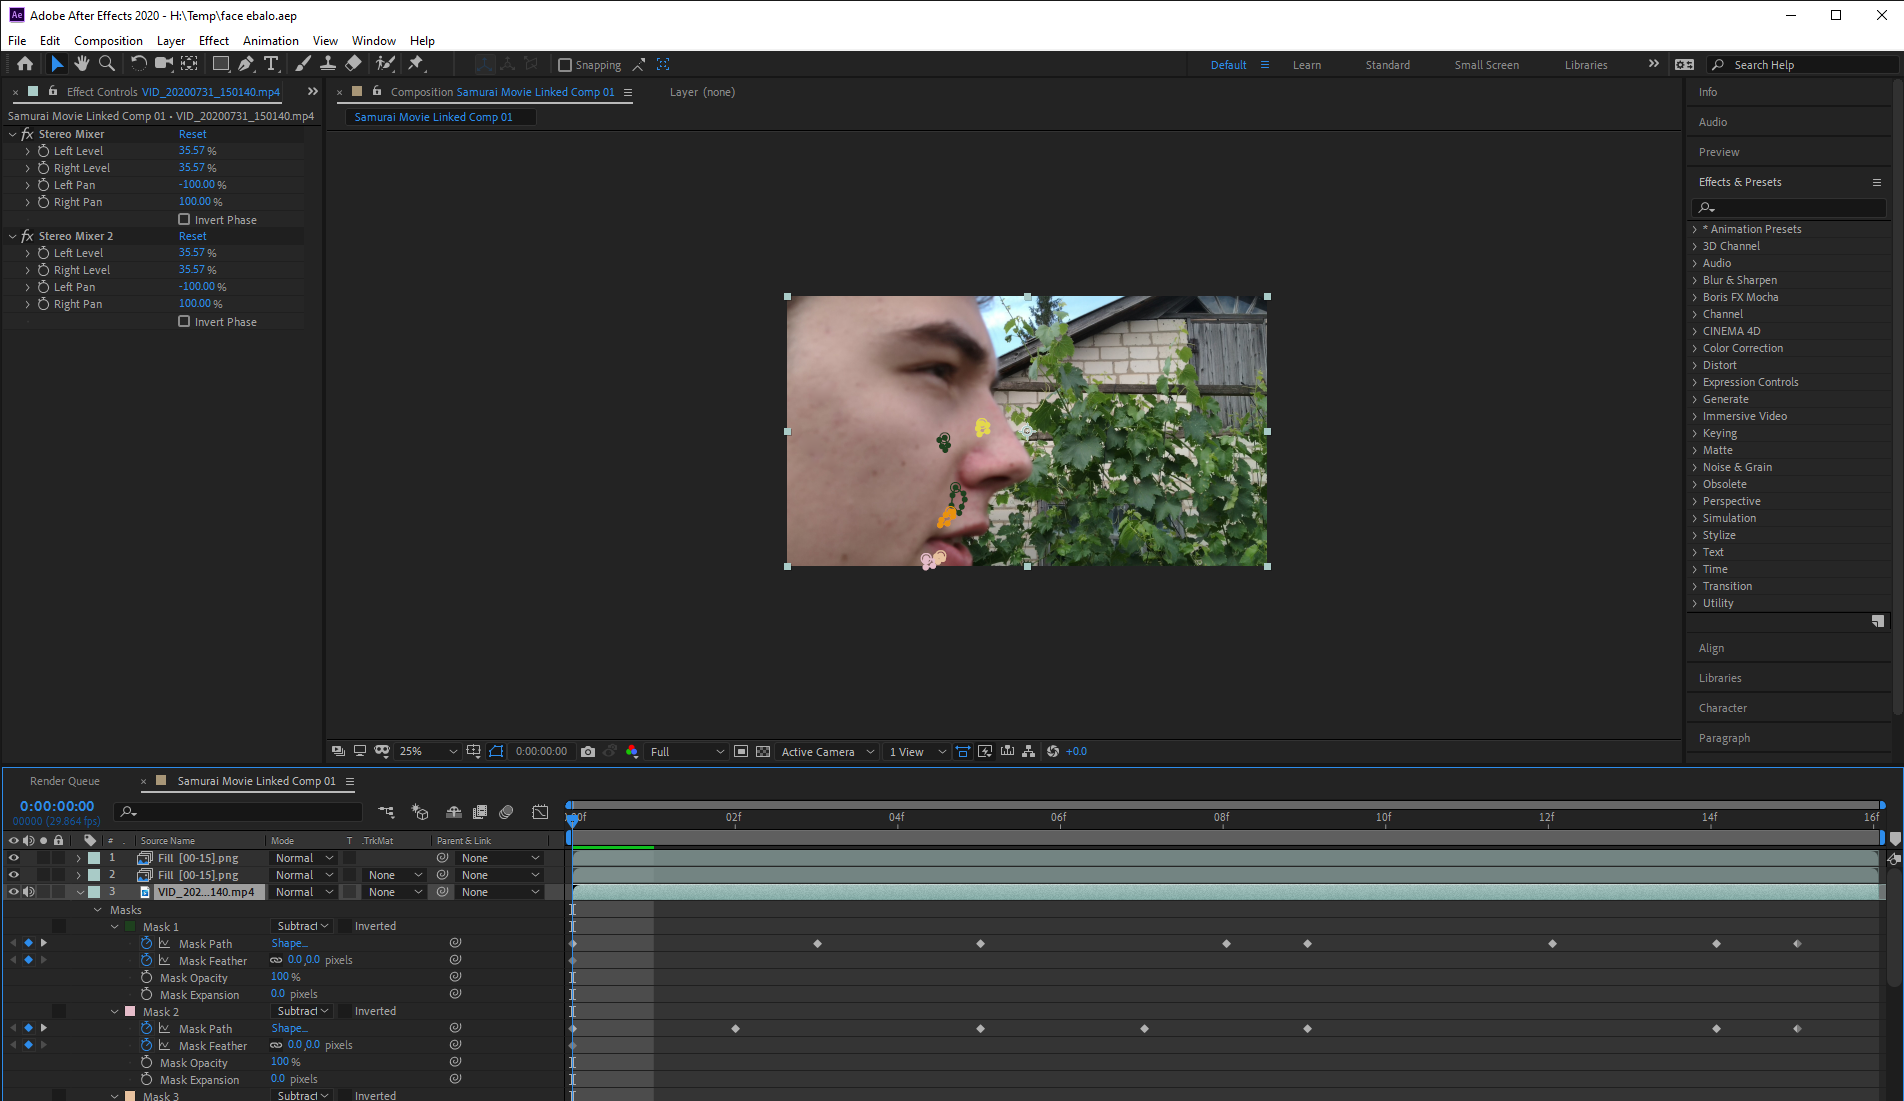 Adobe After Effects 2020 - H:\Temp\face ebalo.aep
File Edit Composition Layer Effect Animation View Window Help
Snapping
Default Learn Standard Small Screen Libraries
Search Help
Effect Controls VID_20200731_150140.mp4
Samurai Movie Linked Comp 01 • VID_20200731_150140.mp4
fx Stereo Mixer Reset
Left Level 35.57 %
Right Level 35.57 %
Left Pan -100.00 %
Right Pan 100.00 %
Invert Phase
fx Stereo Mixer 2 Reset
Left Level 35.57 %
Right Level 35.57 %
Left Pan -100.00 %
Right Pan 100.00 %
Invert Phase
Composition Samurai Movie Linked Comp 01 Layer (none)
Samurai Movie Linked Comp 01
25% 0:00:00:00 Full Active Camera 1 View +0.0
Info
Audio
Preview
Effects & Presets
* Animation Presets
3D Channel
Audio
Blur & Sharpen
Boris FX Mocha
Channel
CINEMA 4D
Color Correction
Distort
Expression Controls
Generate
Immersive Video
Keying
Matte
Noise & Grain
Obsolete
Perspective
Simulation
Stylize
Text
Time
Transition
Utility
Align
Libraries
Character
Paragraph
Render Queue Samurai Movie Linked Comp 01
0:00:00:00
00000 (29.864 fps)
00f 02f 04f 06f 08f 10f 12f 14f 16f
# . Source Name Mode T .TrkMat Parent & Link
1 Fill [00-15].png Normal None
2 Fill [00-15].png Normal None None
3 VID_202...140.mp4 Normal None None
Masks
Mask 1 Subtract Inverted
Mask Path Shape...
Mask Feather 0.0,0.0 pixels
Mask Opacity 100 %
Mask Expansion 0.0 pixels
Mask 2 Subtract Inverted
Mask Path Shape...
Mask Feather 0.0,0.0 pixels
Mask Opacity 100 %
Mask Expansion 0.0 pixels
Mask 3 Subtract Inverted